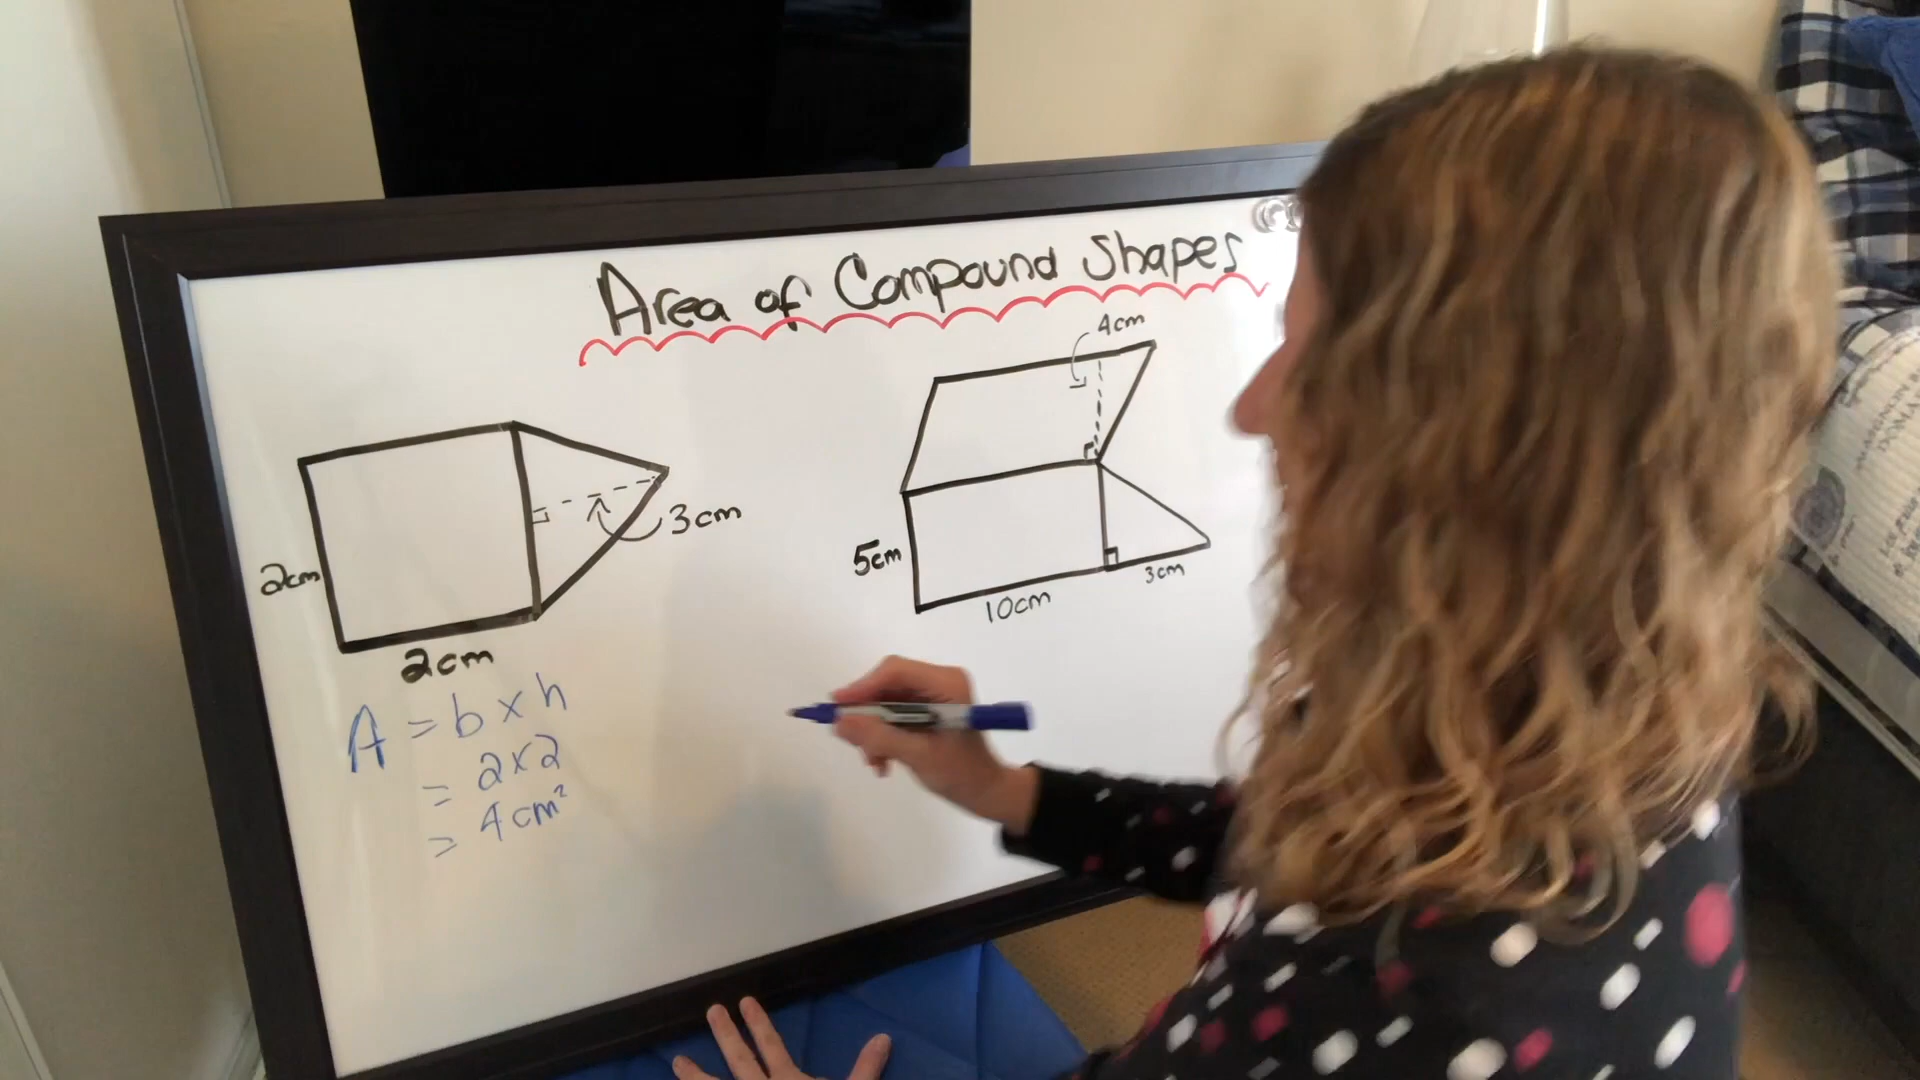 Area of Compound Shapes
4cm
3cm
2cm
2cm
5cm
10cm
3cm
A = b x h
= 2x2
= 4cm²